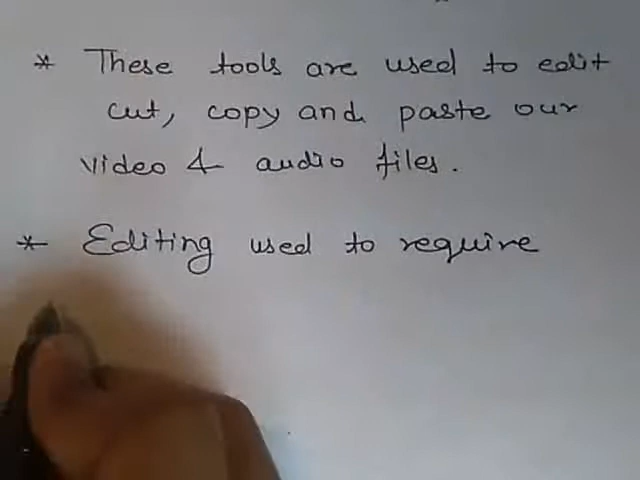 * These tools are used to edit
cut, copy and paste our
video & audio files.
* Editing used to require